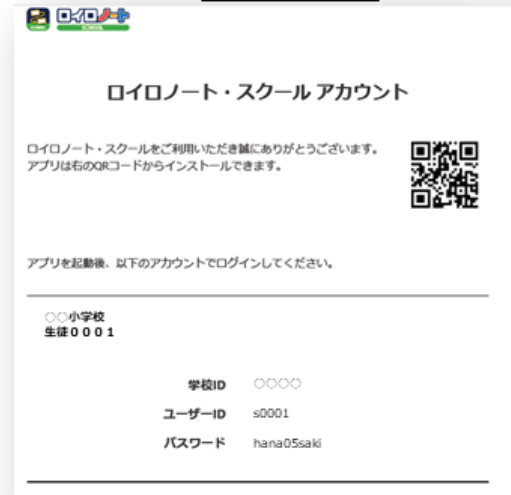 ロイロノート
SCHOOL
ロイロノート・スクール アカウント
ロイロノート・スクールをご利用いただき誠にありがとうございます。
アプリは右のQRコードからインストールできます。
アプリを起動後、以下のアカウントでログインしてください。
○○小学校
生徒0001
学校ID ○○○○
ユーザーID s0001
パスワード hana05saki